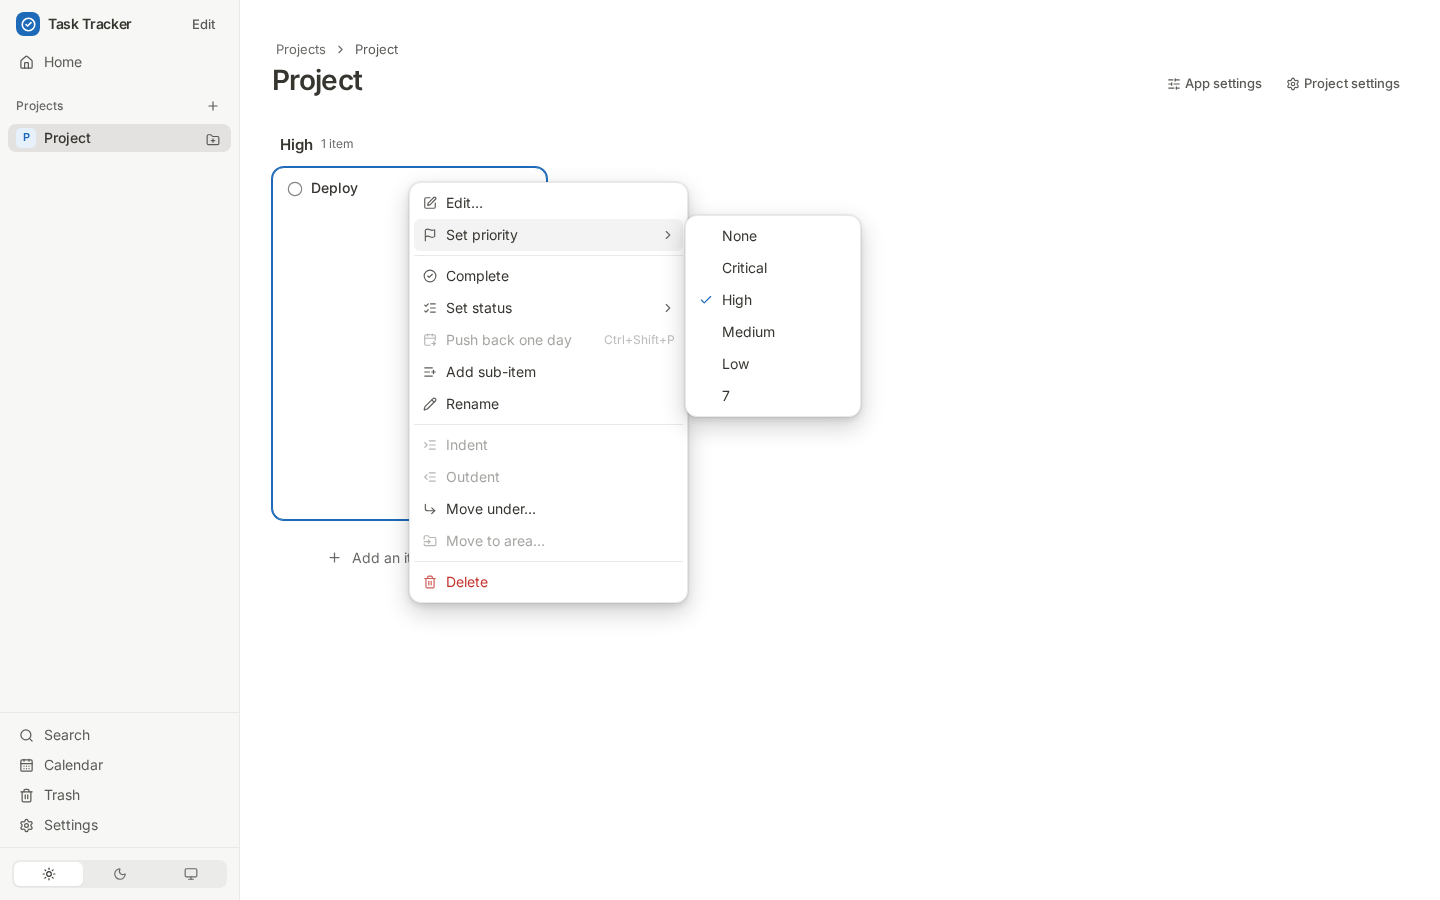 Task Tracker
Edit
Home
Projects
P
Project
Search
Calendar
Trash
Settings
Projects
Project
Project
App settings
Project settings
High 1 item
Deploy
Add an
Edit...
Set priority
Complete
Set status
Push back one day Ctrl+Shift+P
Add sub-item
Rename
Indent
Outdent
Move under...
Move to area...
Delete
None
Critical
High
Medium
Low
7